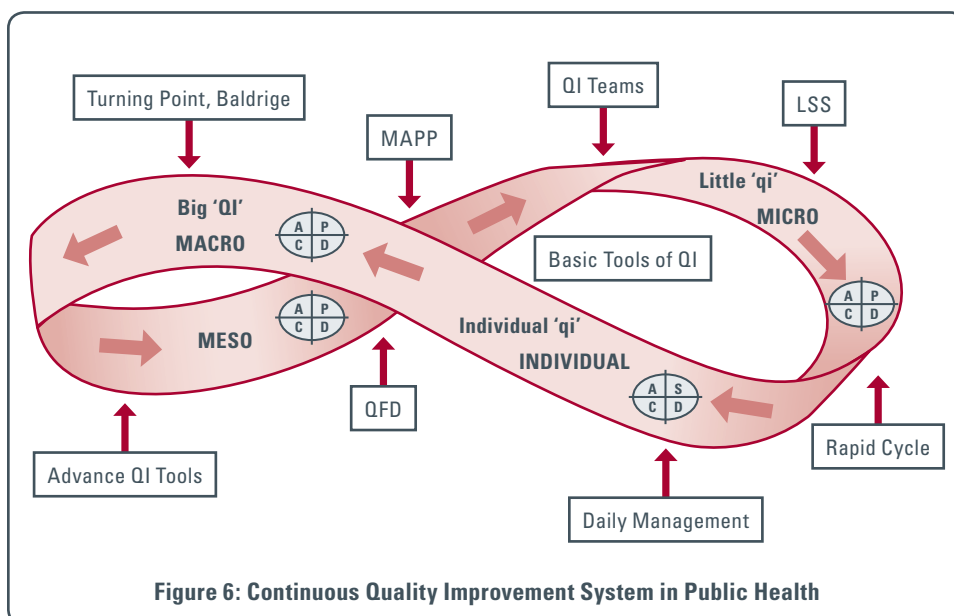 Turning Point, Baldrige
MAPP
QI Teams
LSS
Big ‘QI’
MACRO
A P
C D
Little ‘qi’
MICRO
A P
C D
Basic Tools of QI
MESO
A P
C D
Individual ‘qi’
INDIVIDUAL
A S
C D
QFD
Advance QI Tools
Rapid Cycle
Daily Management
Figure 6: Continuous Quality Improvement System in Public Health